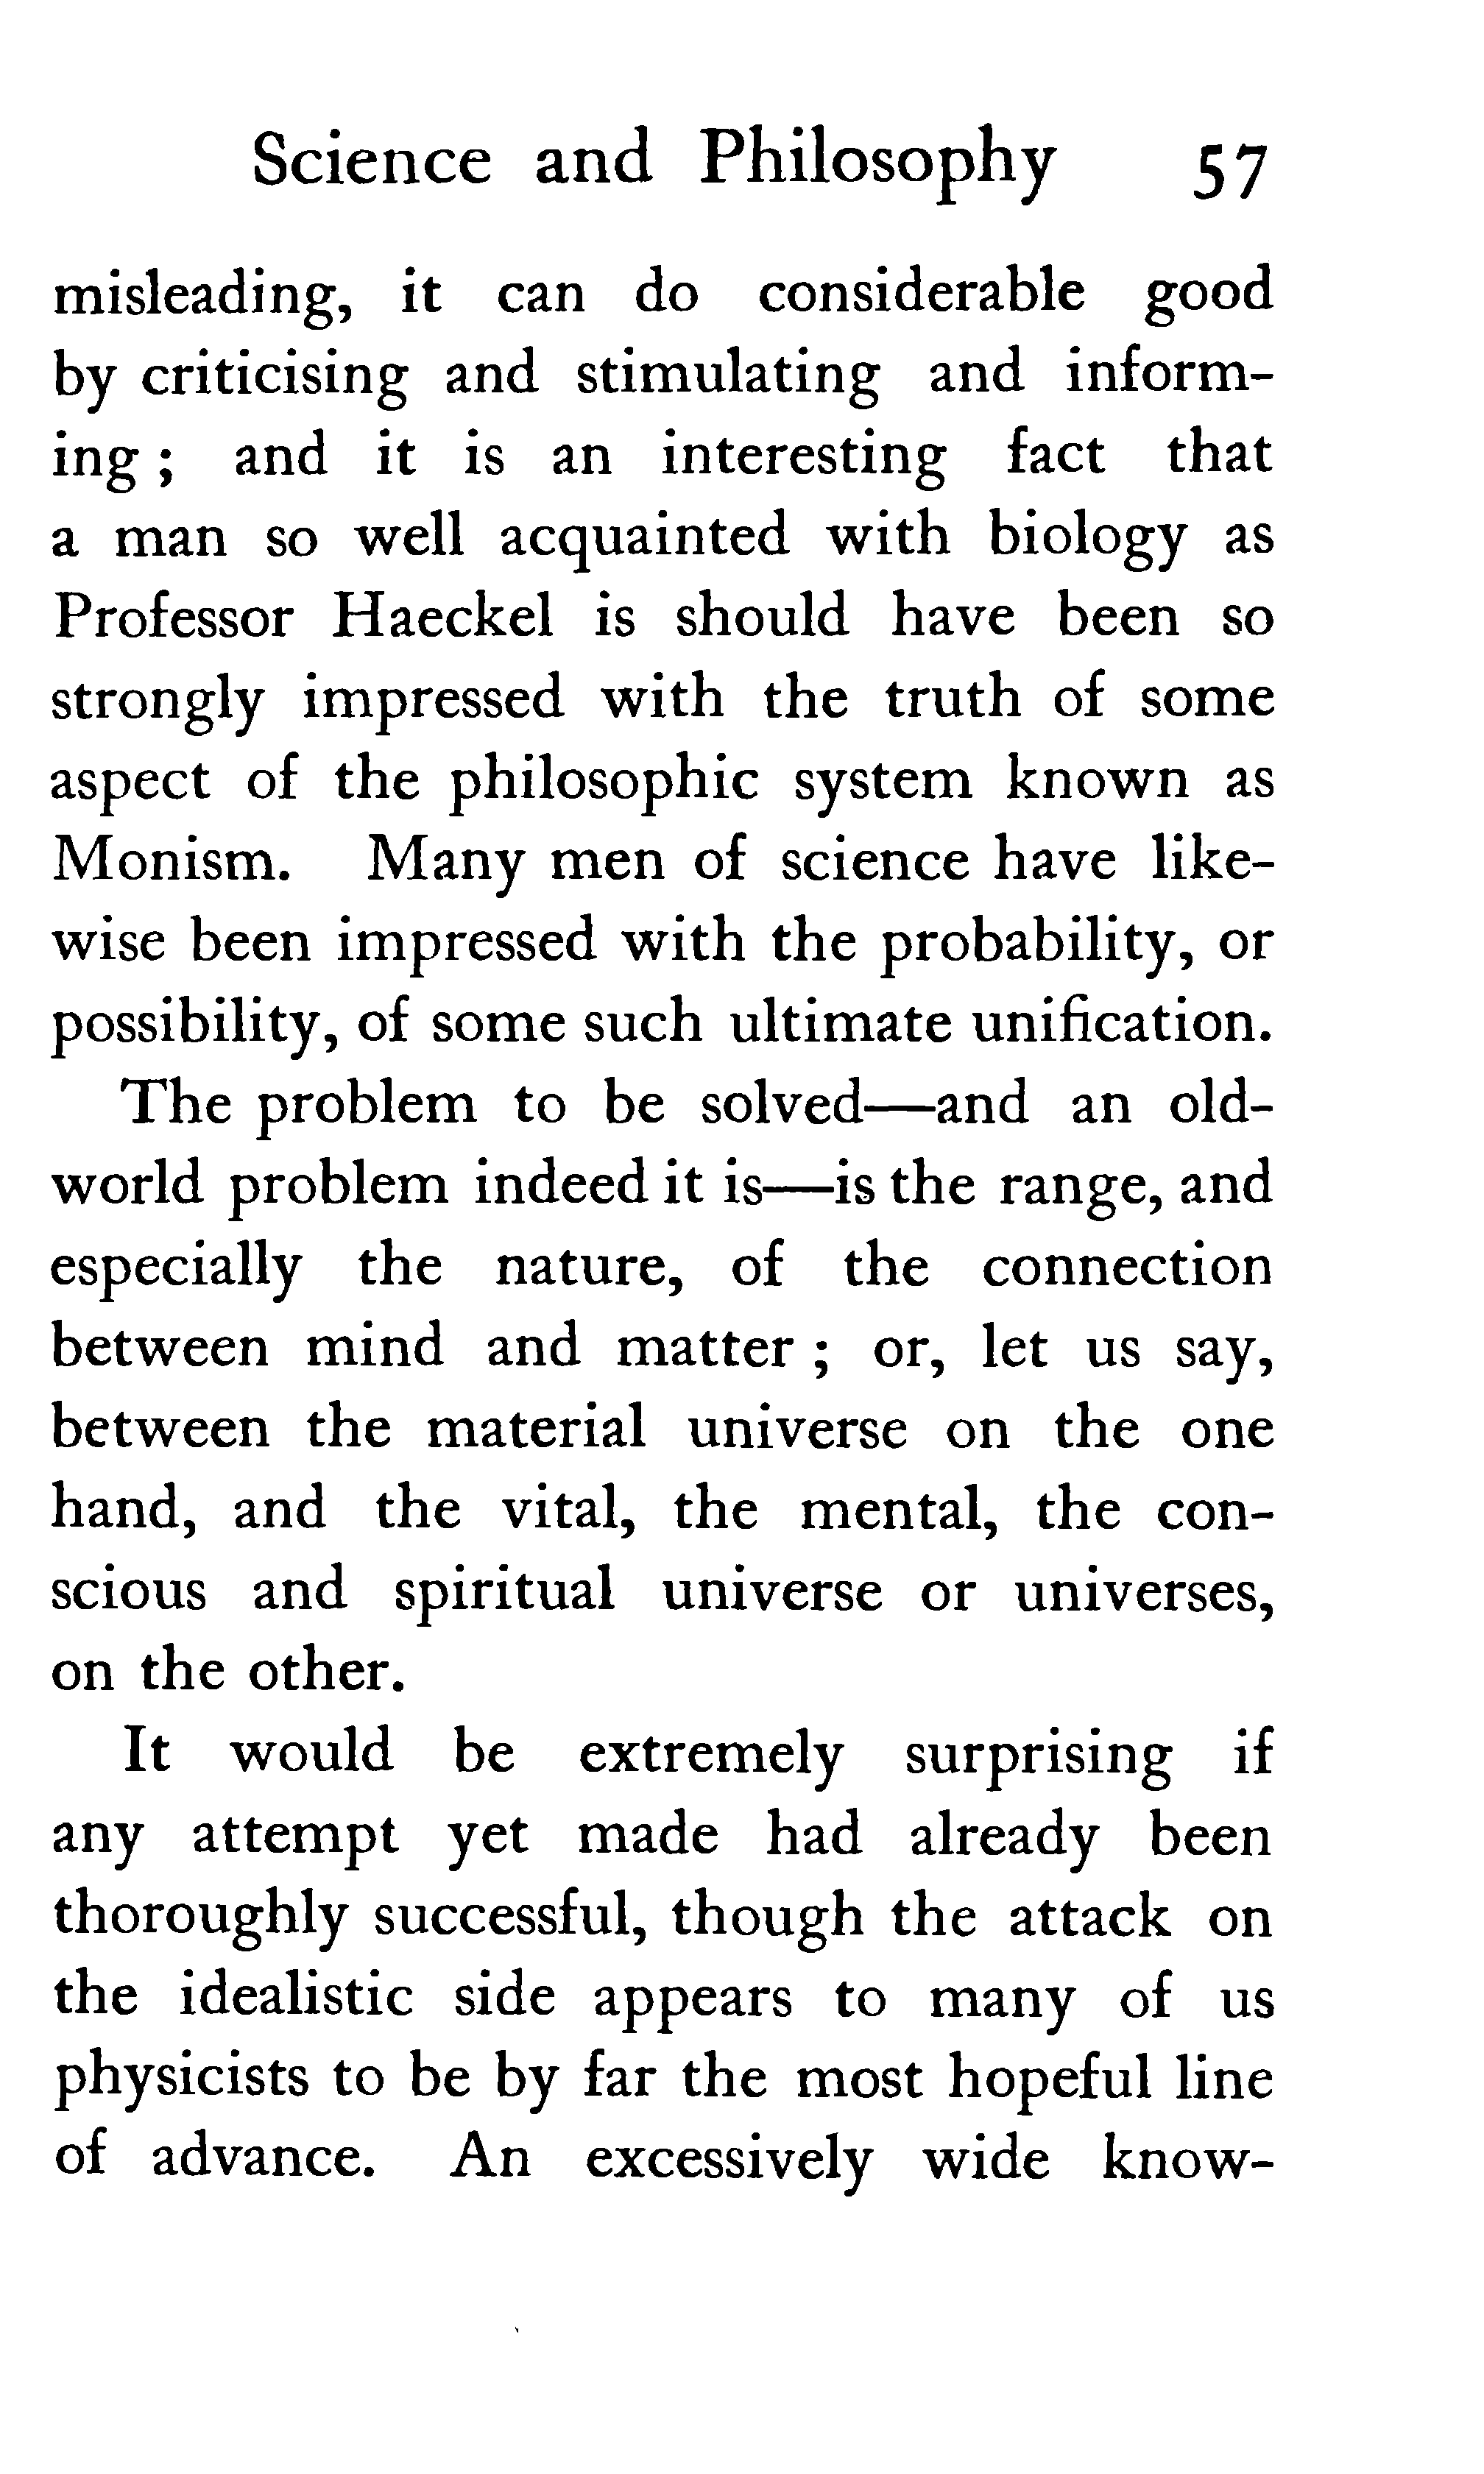 Science and Philosophy 57
misleading, it can do considerable good
by criticising and stimulating and inform-
ing ; and it is an interesting fact that
a man so well acquainted with biology as
Professor Haeckel is should have been so
strongly impressed with the truth of some
aspect of the philosophic system known as
Monism. Many men of science have like-
wise been impressed with the probability, or
possibility, of some such ultimate unification.
The problem to be solved—and an old-
world problem indeed it is—is the range, and
especially the nature, of the connection
between mind and matter ; or, let us say,
between the material universe on the one
hand, and the vital, the mental, the con-
scious and spiritual universe or universes,
on the other.
It would be extremely surprising if
any attempt yet made had already been
thoroughly successful, though the attack on
the idealistic side appears to many of us
physicists to be by far the most hopeful line
of advance. An excessively wide know-